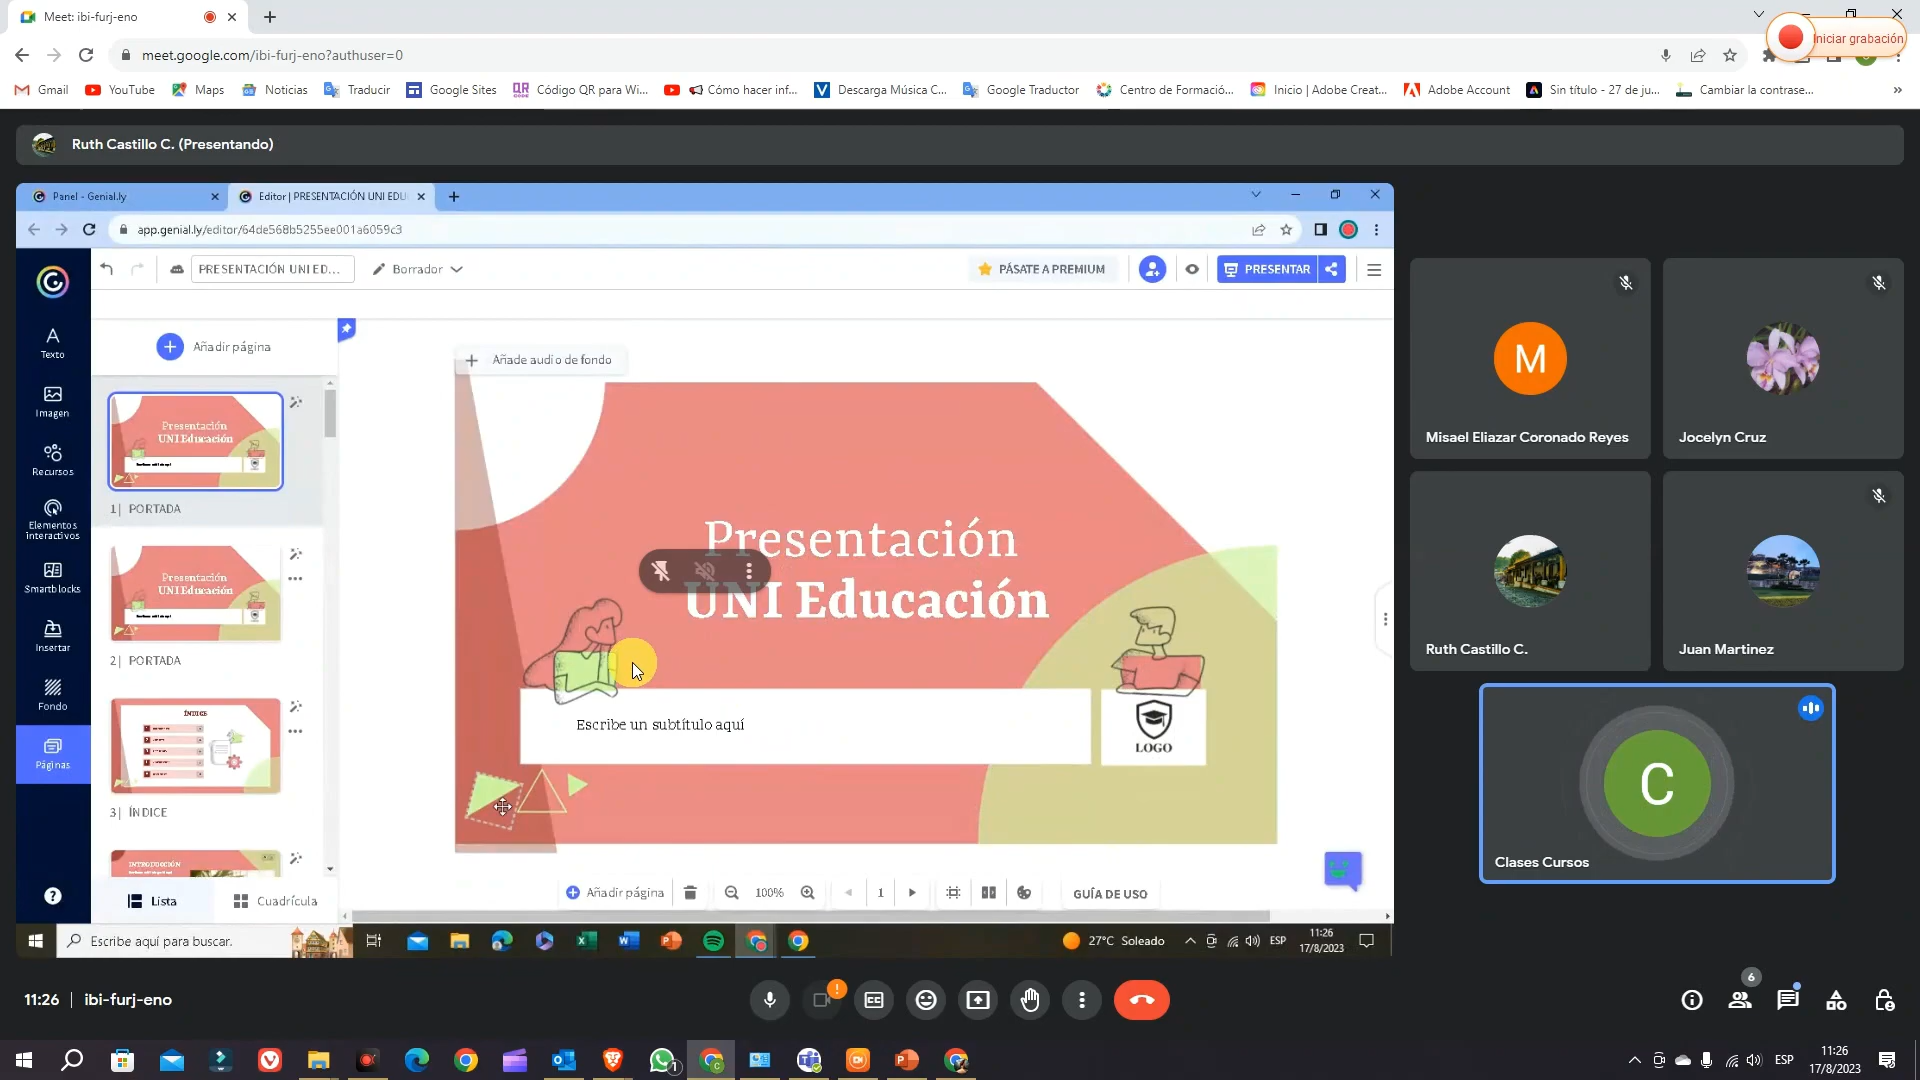 Meet: ibi-furj-eno
meet.google.com/ibi-furj-eno?authuser=0
Iniciar grabación
Gmail
YouTube
Maps
Noticias
Traducir
Google Sites
Código QR para Wi...
Cómo hacer inf...
Descarga Música C...
Google Traductor
Centro de Formació...
Inicio | Adobe Creat...
Adobe Account
Sin título - 27 de ju...
Cambiar la contrase...
»
Ruth Castillo C. (Presentando)
Panel - Genial.ly
Editor | PRESENTACIÓN UNI EDU
app.genial.ly/editor/64de568b5255ee001a6059c3
PRESENTACIÓN UNI ED...
Borrador
PÁSATE A PREMIUM
PRESENTAR
Texto
Imagen
Recursos
Elementos
interactivos
Smartblocks
Insertar
Fondo
Páginas
Añadir página
Presentación
UNI Educación
1| PORTADA
Presentación
UNI Educación
2| PORTADA
ÍNDICE
3| ÍNDICE
INTRODUCCIÓN
Lista
Cuadrícula
Añade audio de fondo
Presentación
UNI Educación
Escribe un subtítulo aquí
LOGO
Añadir página
100%
1
GUÍA DE USO
Escribe aquí para buscar.
27°C Soleado
ESP
11:26
17/8/2023
M
Misael Eliazar Coronado Reyes
Jocelyn Cruz
Ruth Castillo C.
Juan Martinez
C
Clases Cursos
11:26 | ibi-furj-eno
6
1
ESP
11:26
17/8/2023